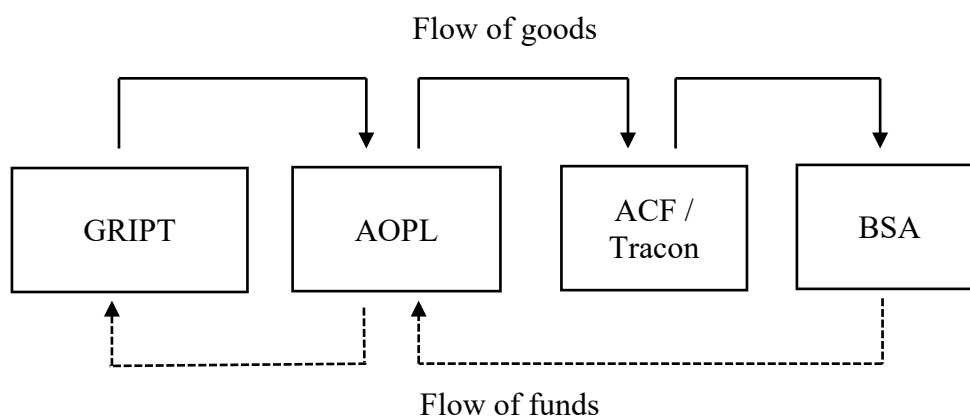 Flow of goods
GRIPT
AOPL
ACF /
Tracon
BSA
Flow of funds